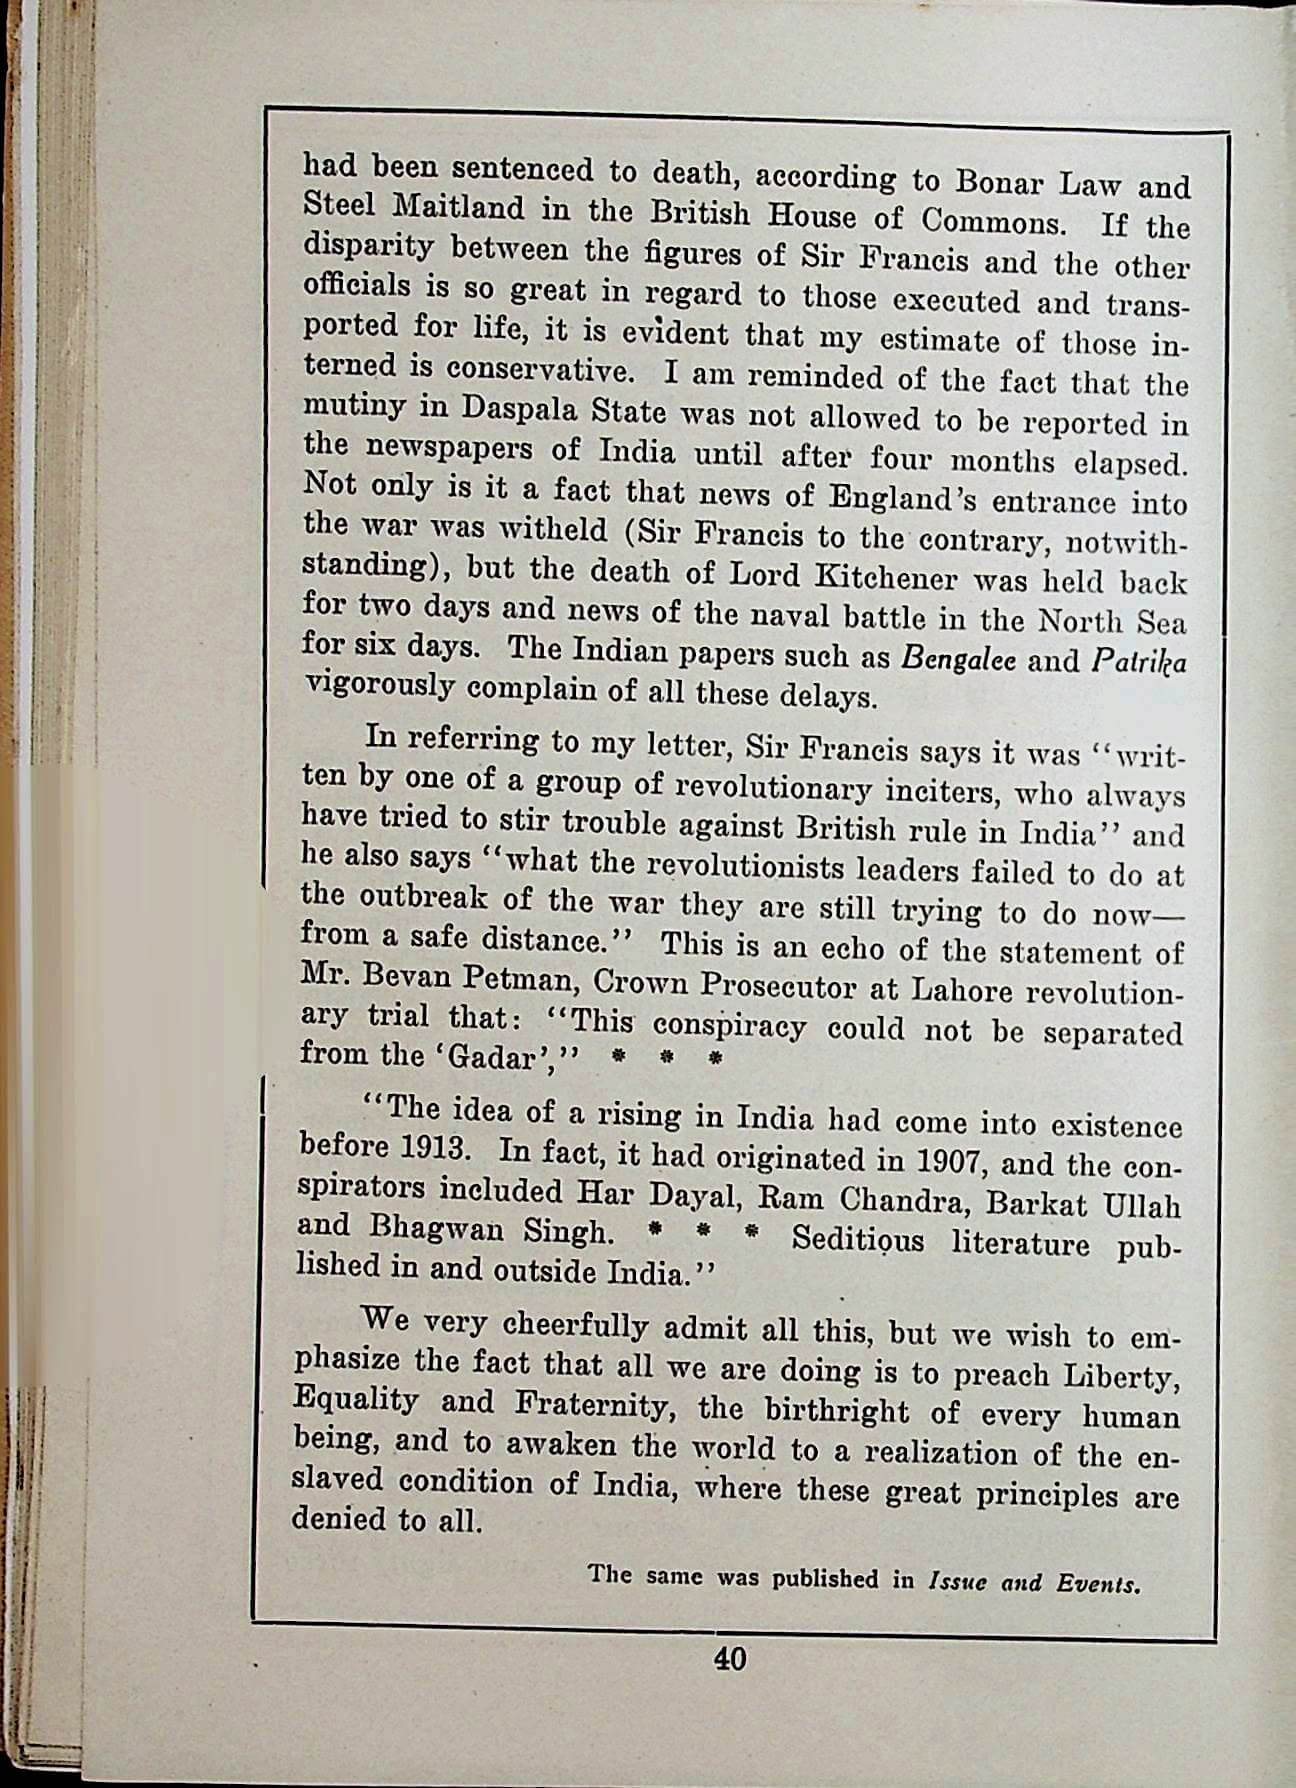 had been sentenced to death, according to Bonar Law and
Steel Maitland in the British House of Commons. If the
disparity between the figures of Sir Francis and the other
officials is so great in regard to those executed and trans-
ported for life, it is evident that my estimate of those in-
terned is conservative. I am reminded of the fact that the
mutiny in Daspala State was not allowed to be reported in
the newspapers of India until after four months elapsed.
Not only is it a fact that news of England's entrance into
the war was witheld (Sir Francis to the contrary, notwith-
standing), but the death of Lord Kitchener was held back
for two days and news of the naval battle in the North Sea
for six days. The Indian papers such as Bengalee and Patrika
vigorously complain of all these delays.
In referring to my letter, Sir Francis says it was "writ-
ten by one of a group of revolutionary inciters, who always
have tried to stir trouble against British rule in India" and
he also says "what the revolutionists leaders failed to do at
the outbreak of the war they are still trying to do now—
from a safe distance." This is an echo of the statement of
Mr. Bevan Petman, Crown Prosecutor at Lahore revolution-
ary trial that: "This conspiracy could not be separated
from the 'Gadar'," * * *
"The idea of a rising in India had come into existence
before 1913. In fact, it had originated in 1907, and the con-
spirators included Har Dayal, Ram Chandra, Barkat Ullah
and Bhagwan Singh. * * * Seditious literature pub-
lished in and outside India."
We very cheerfully admit all this, but we wish to em-
phasize the fact that all we are doing is to preach Liberty,
Equality and Fraternity, the birthright of every human
being, and to awaken the world to a realization of the en-
slaved condition of India, where these great principles are
denied to all.
The same was published in Issue and Events.
40